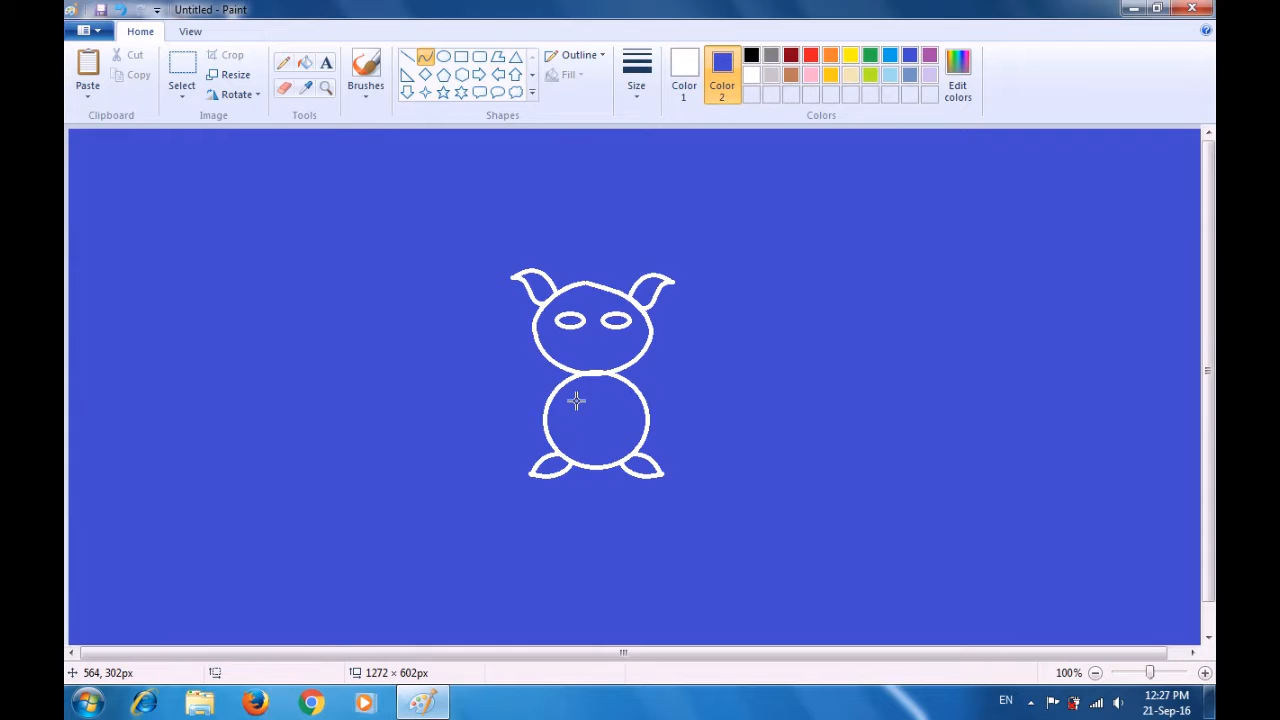 Untitled - Paint
Home View
Paste
Cut
Copy
Clipboard
Select
Crop
Resize
Rotate
Image
A
Tools
Brushes
Outline
Fill
Shapes
Size
Color 1
Color 2
Edit colors
Colors
564, 302px
1272 × 602px
100%
EN
12:27 PM
21-Sep-16